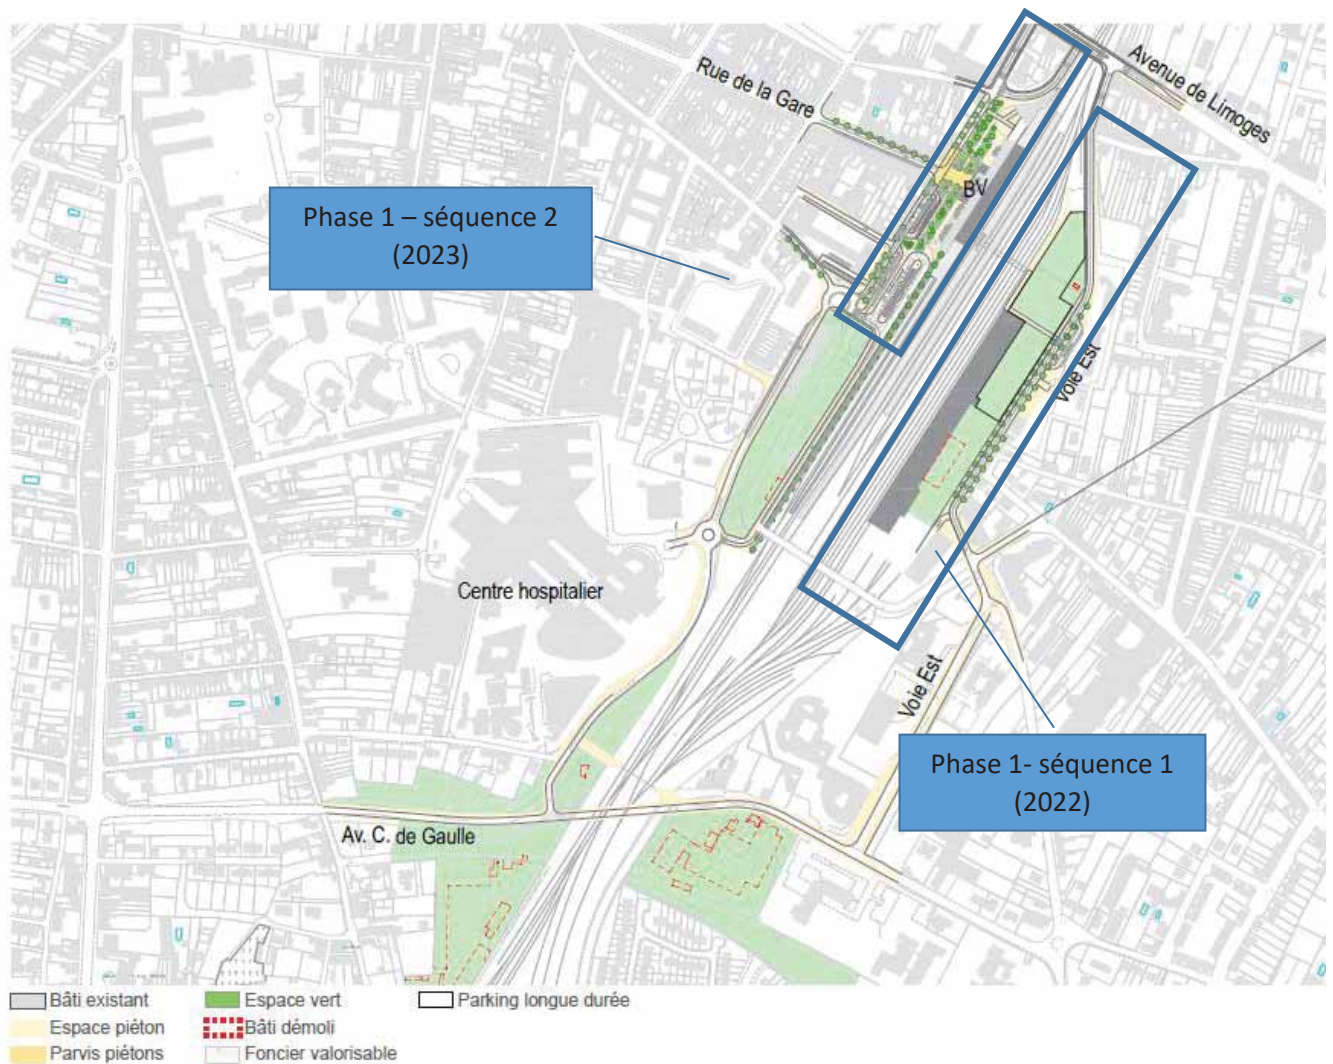 Avenue de Limoges
Rue de la Gare
BV
Phase 1 – séquence 2
(2023)
Voie Est
Centre hospitalier
Voie Est
Phase 1- séquence 1
(2022)
Av. C. de Gaulle
Bâti existant
Espace vert
Parking longue durée
Espace piéton
Bâti démoli
Parvis piétons
Foncier valorisable